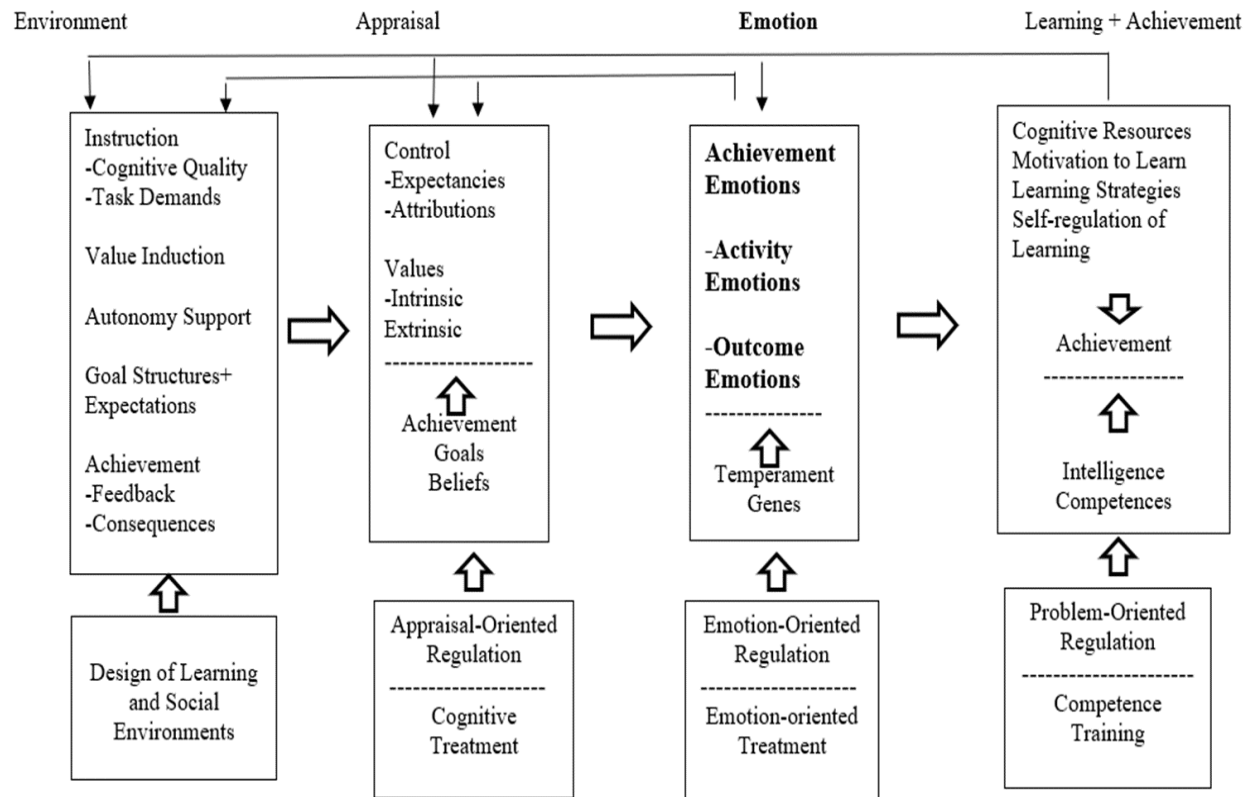 Environment
Appraisal
Emotion
Learning + Achievement
Instruction
-Cognitive Quality
-Task Demands
Value Induction
Autonomy Support
Goal Structures+
Expectations
Achievement
-Feedback
-Consequences
Control
-Expectancies
-Attributions
Values
-Intrinsic
Extrinsic
Achievement
Goals
Beliefs
Achievement
Emotions
-Activity
Emotions
-Outcome
Emotions
Temperament
Genes
Cognitive Resources
Motivation to Learn
Learning Strategies
Self-regulation of
Learning
Achievement
Intelligence
Competences
Design of Learning
and Social
Environments
Appraisal-Oriented
Regulation
Cognitive
Treatment
Emotion-Oriented
Regulation
Emotion-oriented
Treatment
Problem-Oriented
Regulation
Competence
Training